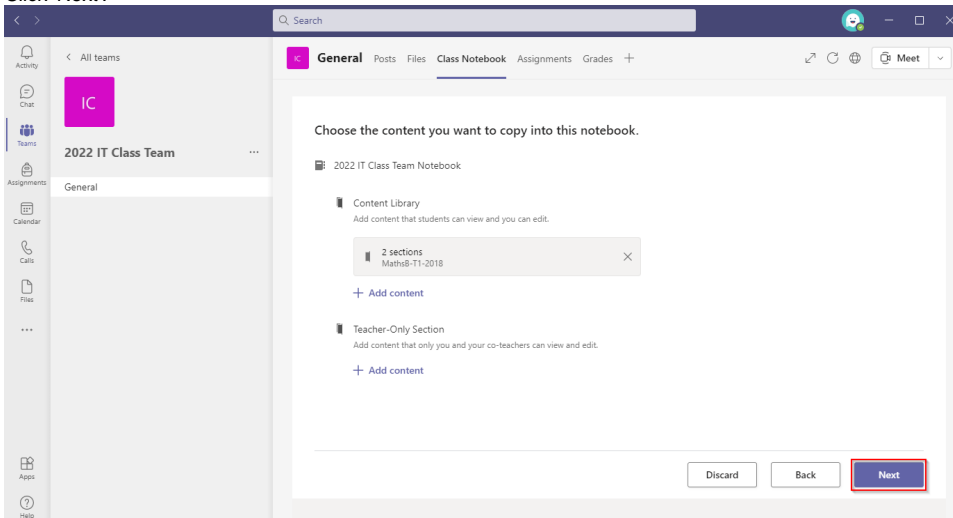 Search
Activity
Chat
Teams
Assignments
Calendar
Calls
Files
Apps
Help
All teams
IC
2022 IT Class Team
General
IC General Posts Files Class Notebook Assignments Grades
Meet
Choose the content you want to copy into this notebook.
2022 IT Class Team Notebook
Content Library
Add content that students can view and you can edit.
2 sections
MathsB-T1-2018
+ Add content
Teacher-Only Section
Add content that only you and your co-teachers can view and edit.
+ Add content
Discard Back Next